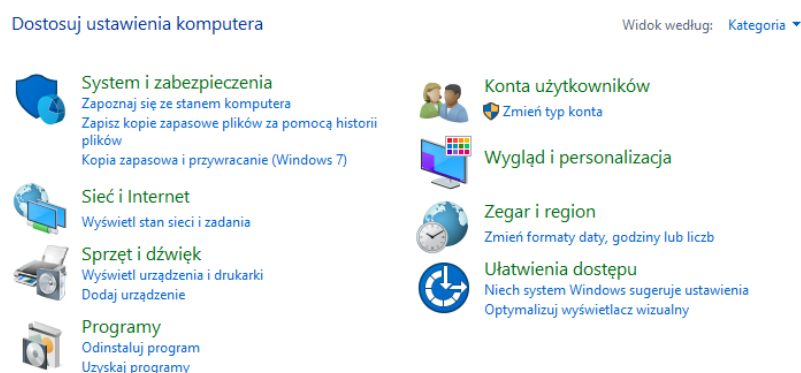 Dostosuj ustawienia komputera
Widok według: Kategoria
System i zabezpieczenia
Zapoznaj się ze stanem komputera
Zapisz kopie zapasowe plików za pomocą historii
plików
Kopia zapasowa i przywracanie (Windows 7)
Sieć i Internet
Wyświetl stan sieci i zadania
Sprzęt i dźwięk
Wyświetl urządzenia i drukarki
Dodaj urządzenie
Programy
Odinstaluj program
Uzyskaj programy
Konta użytkowników
Zmień typ konta
Wygląd i personalizacja
Zegar i region
Zmień formaty daty, godziny lub liczb
Ułatwienia dostępu
Niech system Windows sugeruje ustawienia
Optymalizuj wyświetlacz wizualny